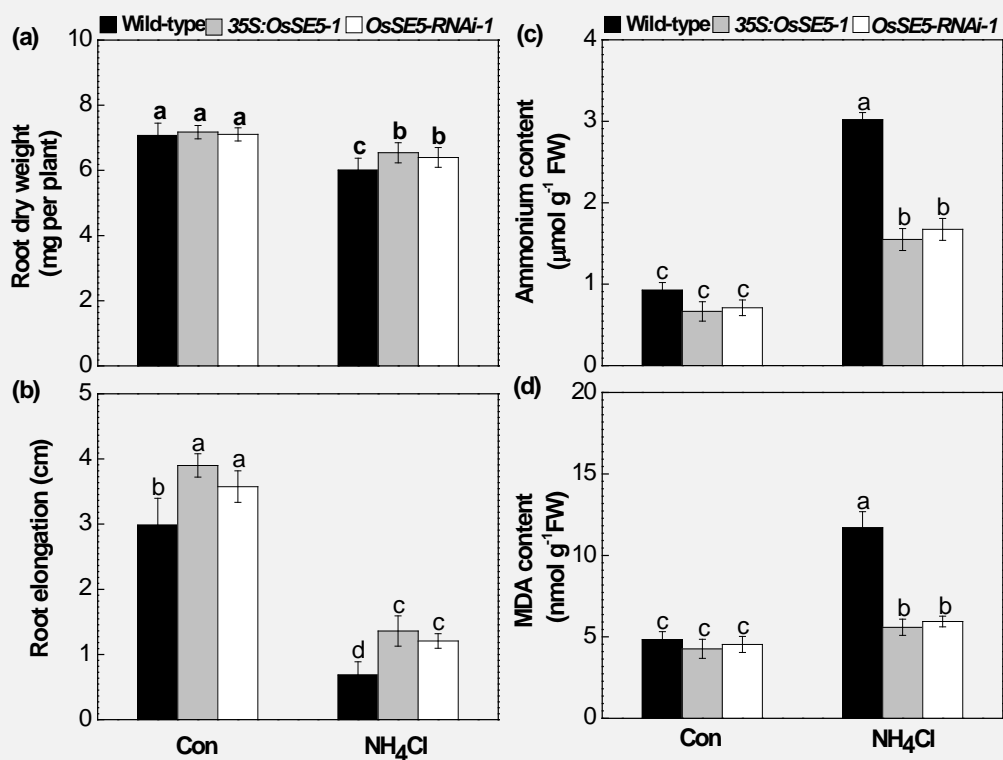 (a) Wild-type 35S:OsSE5-1 OsSE5-RNAi-1
10
8
6
4
2
0
Root dry weight
(mg per plant)
a a a
c b b
(b)
5
4
3
2
1
0
Root elongation (cm)
b a a
d c c
Con NH4Cl
(c) Wild-type 35S:OsSE5-1 OsSE5-RNAi-1
4
3
2
1
0
Ammonium content
(μmol g-1 FW)
c c c
a b b
(d)
20
15
10
5
0
MDA content
(nmol g-1FW)
c c c
a b b
Con NH4Cl